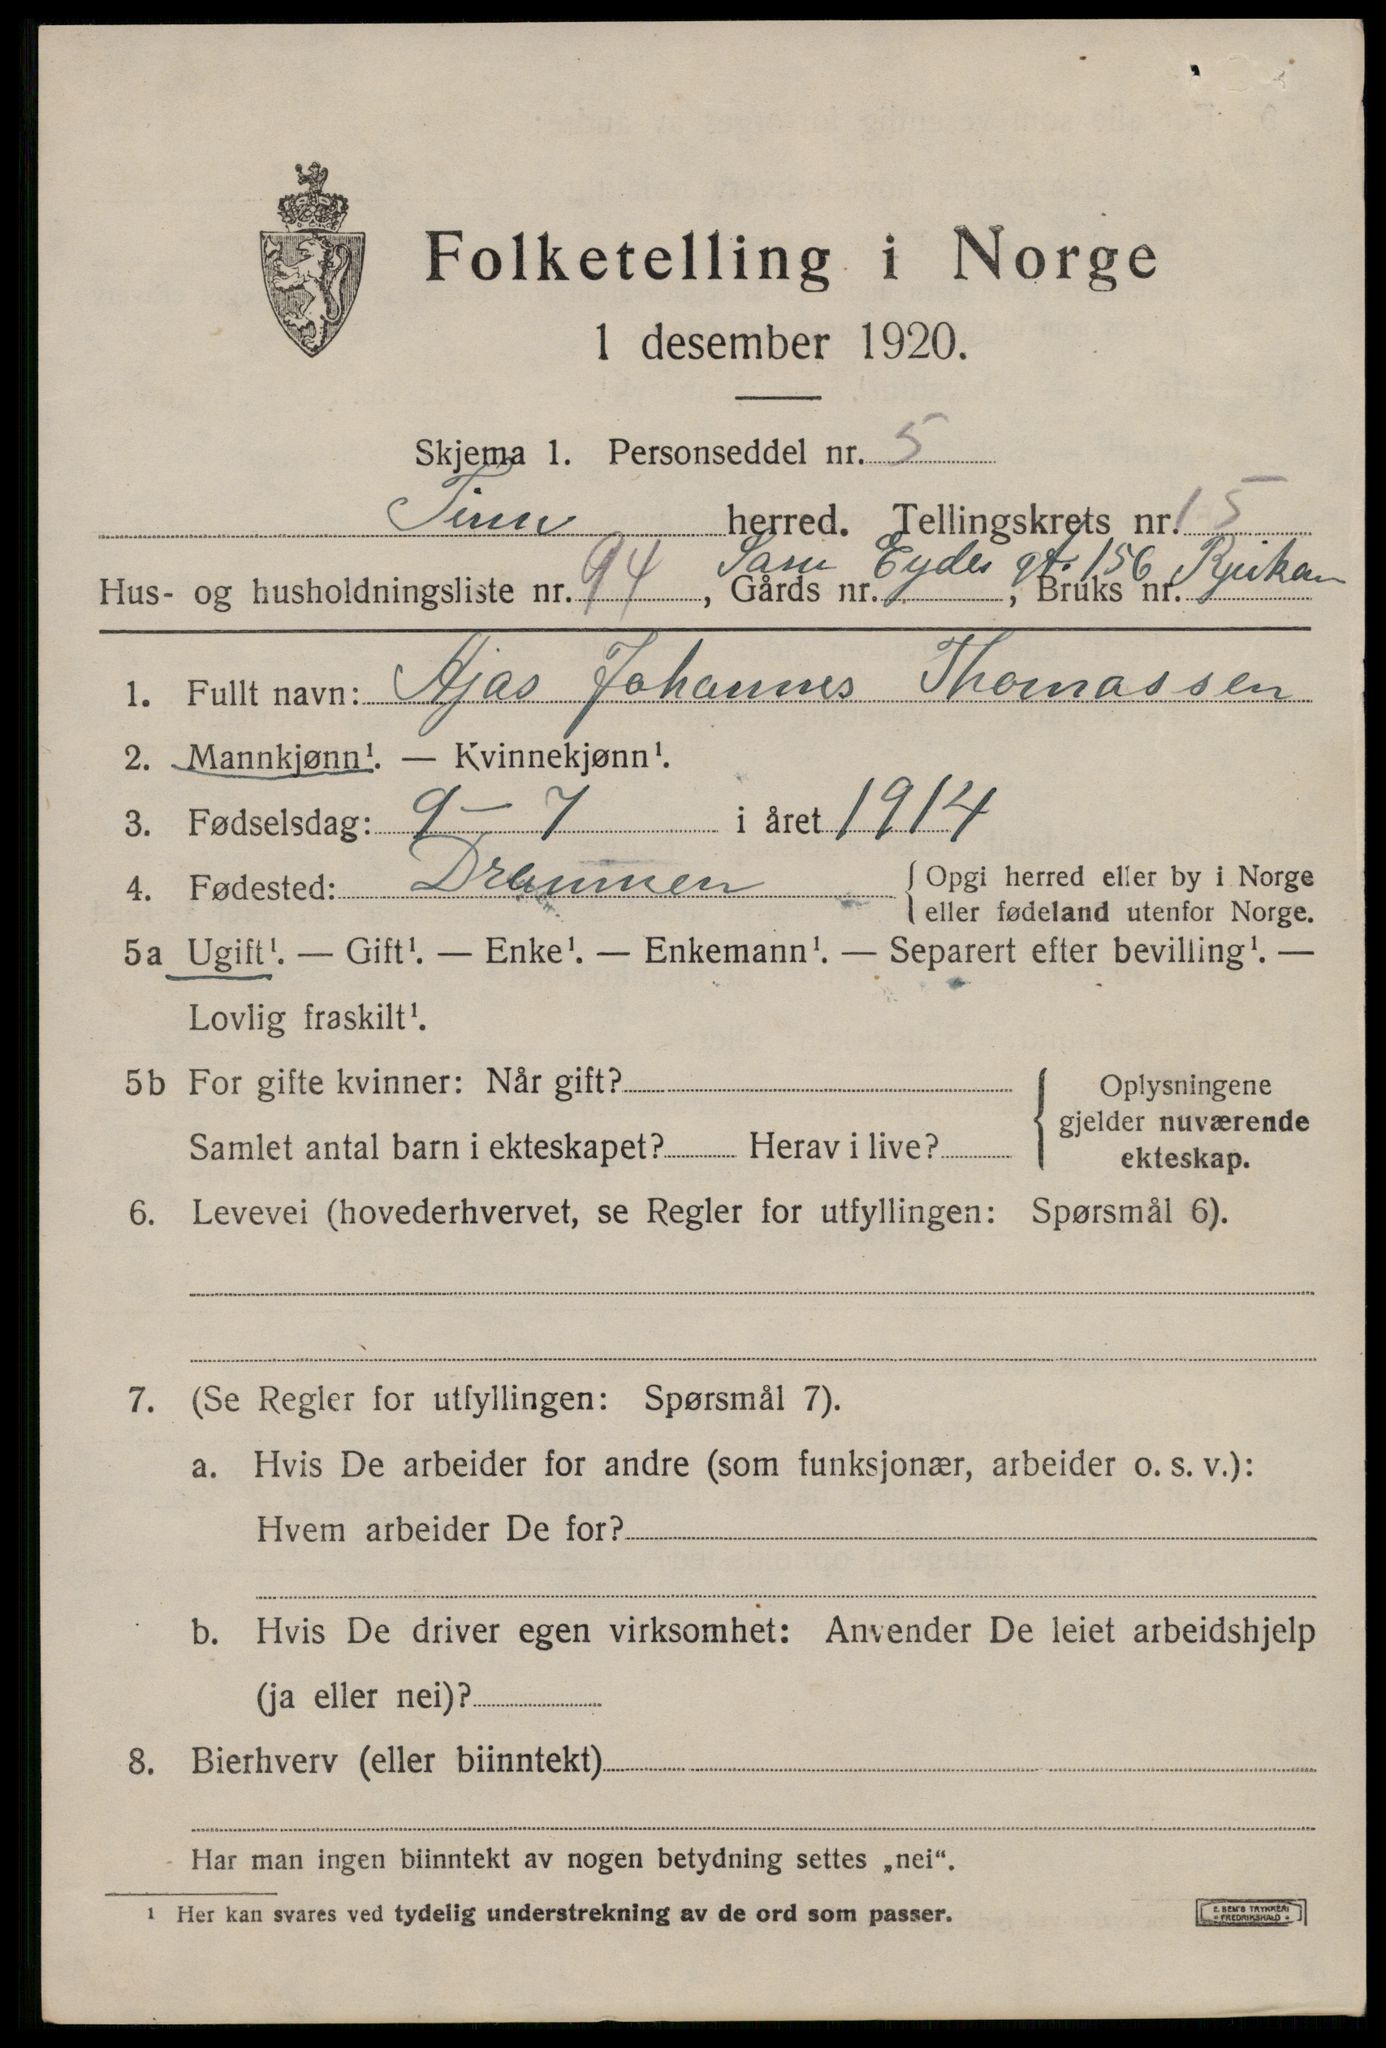 Folketelling i Norge
1 desember 1920.
Skjema 1. Personseddel nr. 5
Tinn herred. Tellingskrets nr. 15
Sam Eydes gt. 156 Rjukan
Hus- og husholdningsliste nr. 94, Gårds nr. , Bruks nr.
1. Fullt navn: Ajas Johannes Thomassen
2. Mannkjønn¹. — Kvinnekjønn¹.
3. Fødselsdag: 9 – 7 i året 1914
4. Fødested: Drammen { Opgi herred eller by i Norge
eller fødeland utenfor Norge.
5a Ugift¹. — Gift¹. — Enke¹. — Enkemann¹. — Separert efter bevilling¹. —
Lovlig fraskilt¹.
5b For gifte kvinner: Når gift? { Oplysningene
gjelder nuværende
Samlet antal barn i ekteskapet? Herav i live?
ekteskap.
6. Levevei (hovederhvervet, se Regler for utfyllingen: Spørsmål 6).
7. (Se Regler for utfyllingen: Spørsmål 7).
a. Hvis De arbeider for andre (som funksjonær, arbeider o. s. v.):
Hvem arbeider De for?
b. Hvis De driver egen virksomhet: Anvender De leiet arbeidshjelp
(ja eller nei)?
8. Bierhverv (eller biinntekt)
Har man ingen biinntekt av nogen betydning settes „nei“.
¹ Her kan svares ved tydelig understrekning av de ord som passer.
E. SEM'S TRYKKERI
• FREDRIKSHALD •